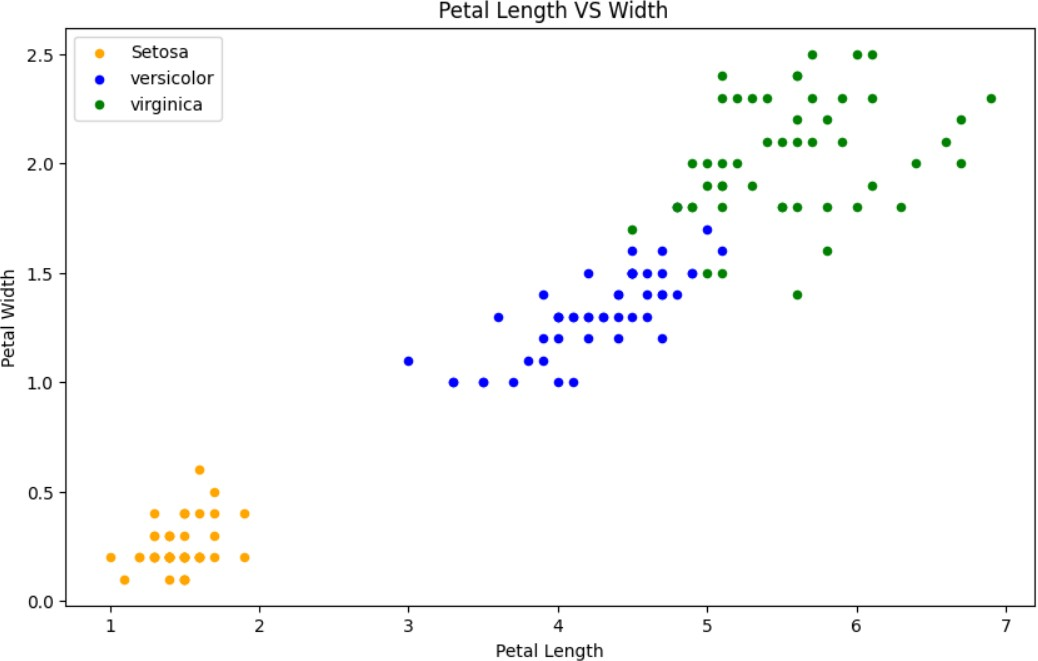 Petal Length VS Width
Setosa
versicolor
virginica
2.5
2.0
1.5
1.0
0.5
0.0
Petal Width
1 2 3 4 5 6 7
Petal Length